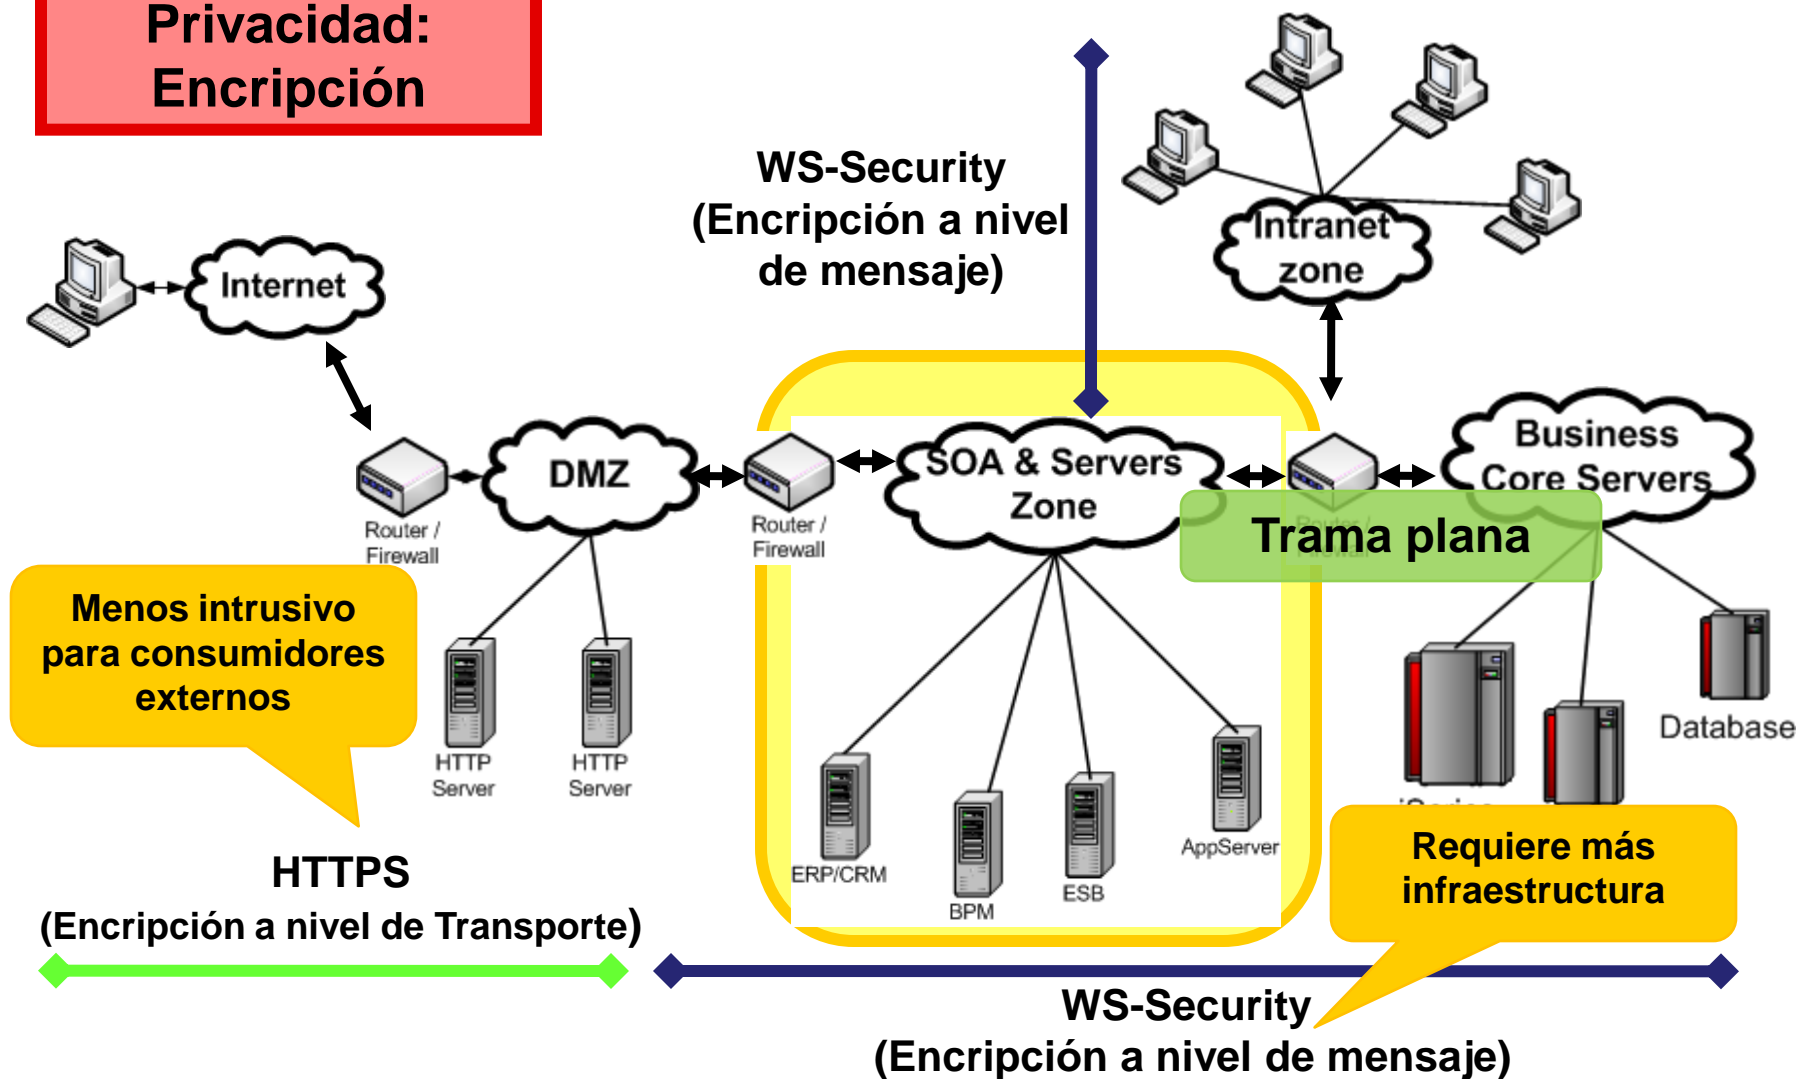 Privacidad:
Encripción
WS-Security
(Encripción a nivel
de mensaje)
Intranet
zone
Internet
DMZ
SOA & Servers
Zone
Business
Core Servers
Router /
Firewall
Router /
Firewall
Trama plana
Menos intrusivo
para consumidores
externos
HTTP
Server
HTTP
Server
ERP/CRM
BPM
ESB
AppServer
Database
Requiere más
infraestructura
HTTPS
(Encripción a nivel de Transporte)
WS-Security
(Encripción a nivel de mensaje)